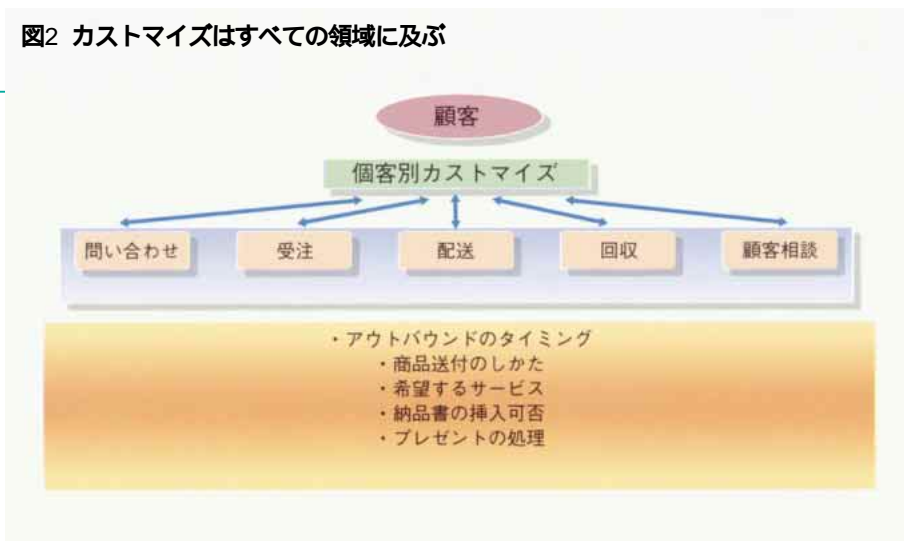 図2 カストマイズはすべての領域に及ぶ
顧客
個客別カストマイズ
問い合わせ 受注 配送 回収 顧客相談
・アウトバウンドのタイミング
・商品送付のしかた
・希望するサービス
・納品書の挿入可否
・プレゼントの処理